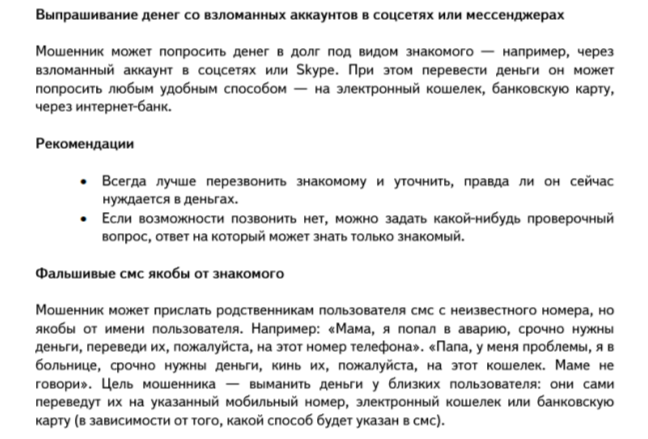 Выпрашивание денег со взломанных аккаунтов в соцсетях или мессенджерах
Мошенник может попросить денег в долг под видом знакомого — например, через
взломанный аккаунт в соцсетях или Skype. При этом перевести деньги он может
попросить любым удобным способом — на электронный кошелек, банковскую карту,
через интернет-банк.
Рекомендации
• Всегда лучше перезвонить знакомому и уточнить, правда ли он сейчас
нуждается в деньгах.
• Если возможности позвонить нет, можно задать какой-нибудь проверочный
вопрос, ответ на который может знать только знакомый.
Фальшивые смс якобы от знакомого
Мошенник может прислать родственникам пользователя смс с неизвестного номера, но
якобы от имени пользователя. Например: «Мама, я попал в аварию, срочно нужны
деньги, переведи их, пожалуйста, на этот номер телефона». «Папа, у меня проблемы, я в
больнице, срочно нужны деньги, кинь их, пожалуйста, на этот кошелек. Маме не
говори». Цель мошенника — выманить деньги у близких пользователя: они сами
переведут их на указанный мобильный номер, электронный кошелек или банковскую
карту (в зависимости от того, какой способ будет указан в смс).